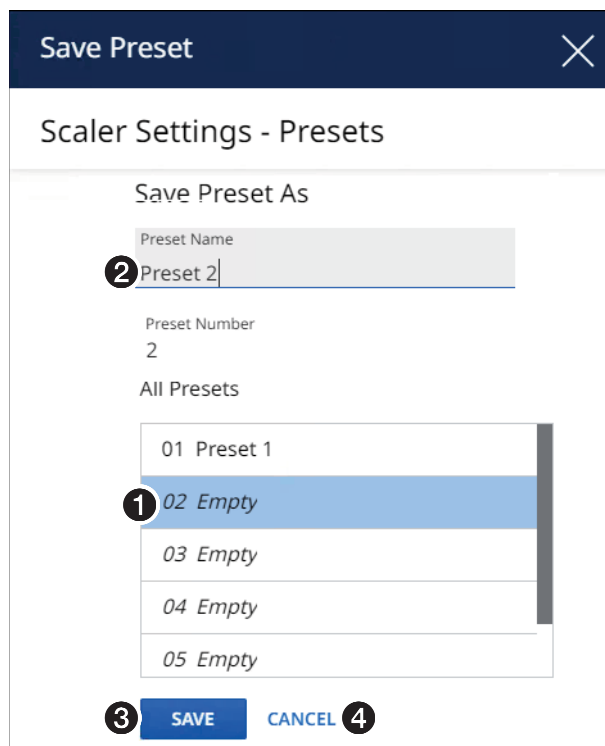 Save Preset
Scaler Settings - Presets
Save Preset As
Preset Name
2 Preset 2
Preset Number
2
All Presets
01 Preset 1
1 02 Empty
03 Empty
04 Empty
05 Empty
3 SAVE CANCEL 4